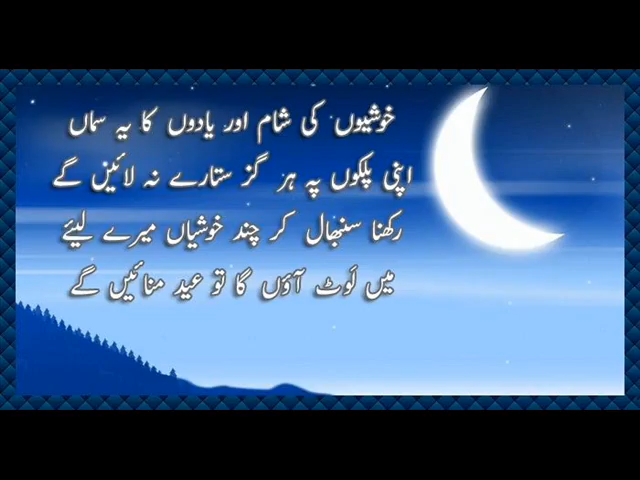 خوشیوں کی شام اور یادوں کا یہ سماں
اپنی پلکوں پہ ہر گز ستارے نہ لائیں گے
رکھنا سنبھال کر چند خوشیاں میرے لیئے
میں لوٹ آؤں گا تو عید منائیں گے